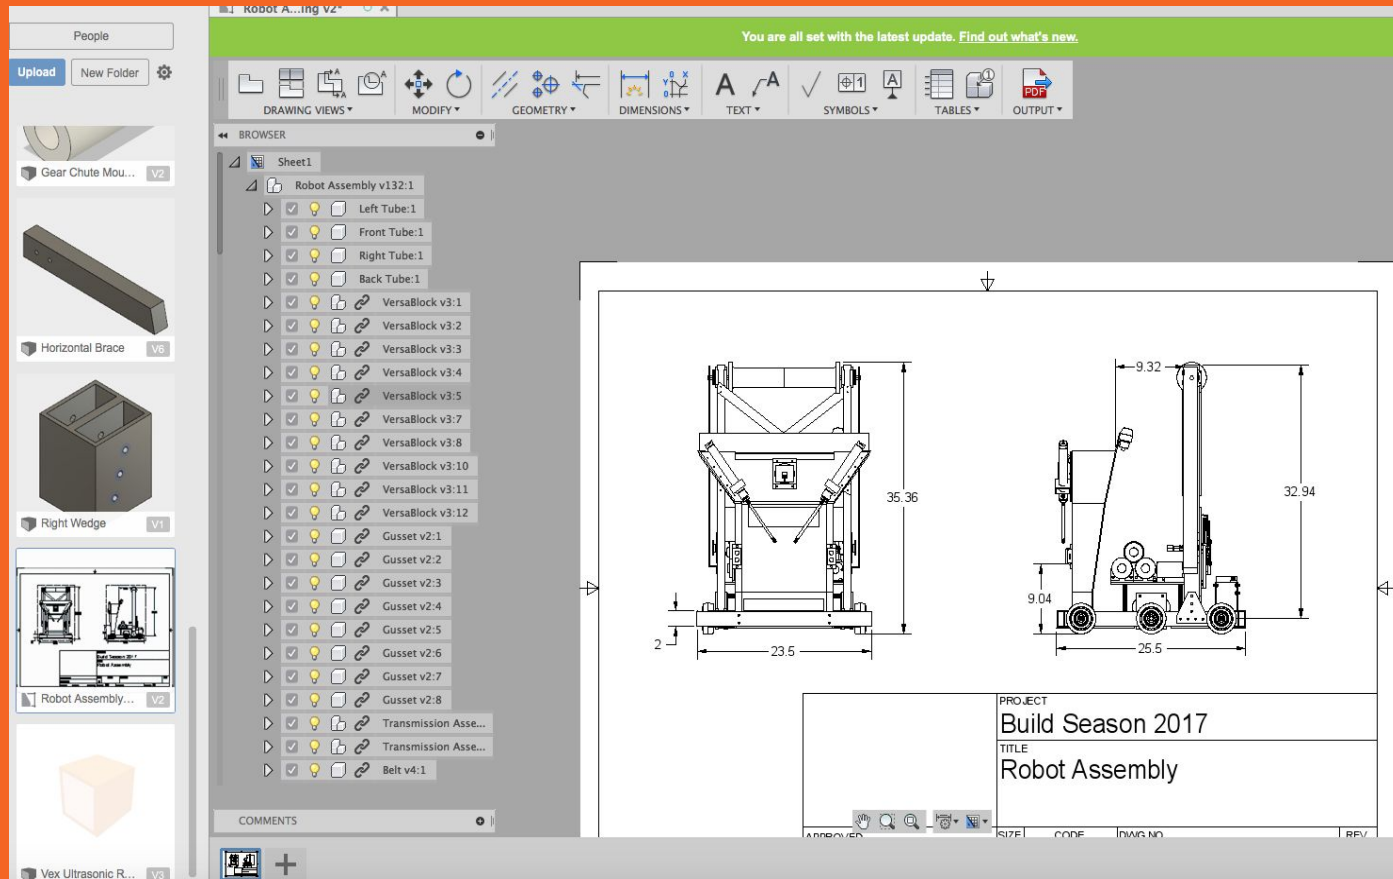 Robot A...ing v2*
People
Upload
New Folder
You are all set with the latest update. Find out what's new.
DRAWING VIEWS
MODIFY
GEOMETRY
DIMENSIONS
A
A
TEXT
1
A
SYMBOLS
1
TABLES
PDF
OUTPUT
Gear Chute Mou... V2
Horizontal Brace V6
Right Wedge V1
Robot Assembly... V2
Vex Ultrasonic R... V3
BROWSER
Sheet1
Robot Assembly v132:1
Left Tube:1
Front Tube:1
Right Tube:1
Back Tube:1
VersaBlock v3:1
VersaBlock v3:2
VersaBlock v3:3
VersaBlock v3:4
VersaBlock v3:5
VersaBlock v3:7
VersaBlock v3:8
VersaBlock v3:10
VersaBlock v3:11
VersaBlock v3:12
Gusset v2:1
Gusset v2:2
Gusset v2:3
Gusset v2:4
Gusset v2:5
Gusset v2:6
Gusset v2:7
Gusset v2:8
Transmission Asse...
Transmission Asse...
Belt v4:1
COMMENTS
35.36
2
23.5
9.32
32.94
9.04
25.5
PROJECT
Build Season 2017
TITLE
Robot Assembly
APPROVED
SIZE CODE DWG NO REV